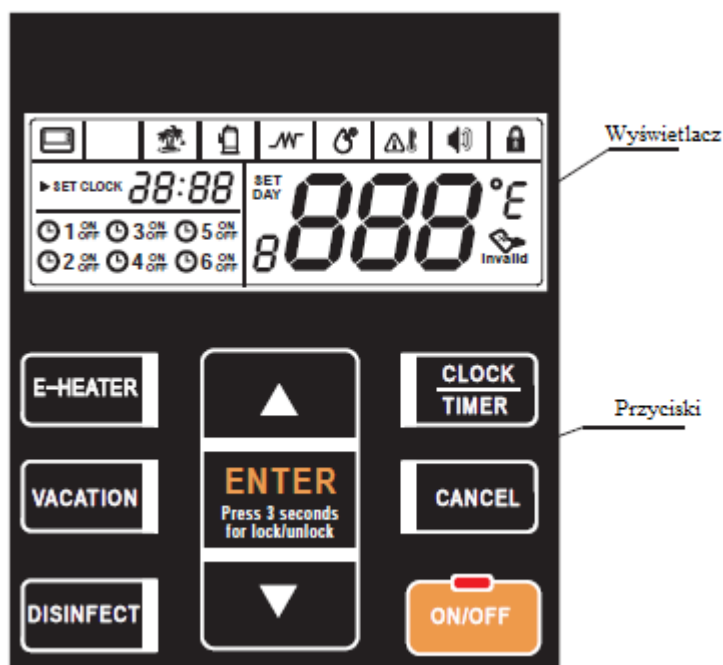 Wyświetlacz
SET CLOCK 28:88
SET
DAY
8 888 °E
1 ON OFF 3 ON OFF 5 ON OFF
2 ON OFF 4 ON OFF 6 ON OFF
Invalid
E-HEATER
CLOCK
TIMER
Przyciski
VACATION
ENTER
Press 3 seconds
for lock/unlock
CANCEL
DISINFECT
ON/OFF